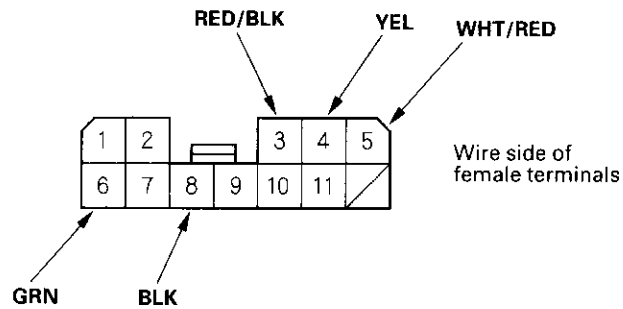 RED/BLK YEL WHT/RED
1 2 3 4 5
6 7 8 9 10 11
Wire side of
female terminals
GRN BLK